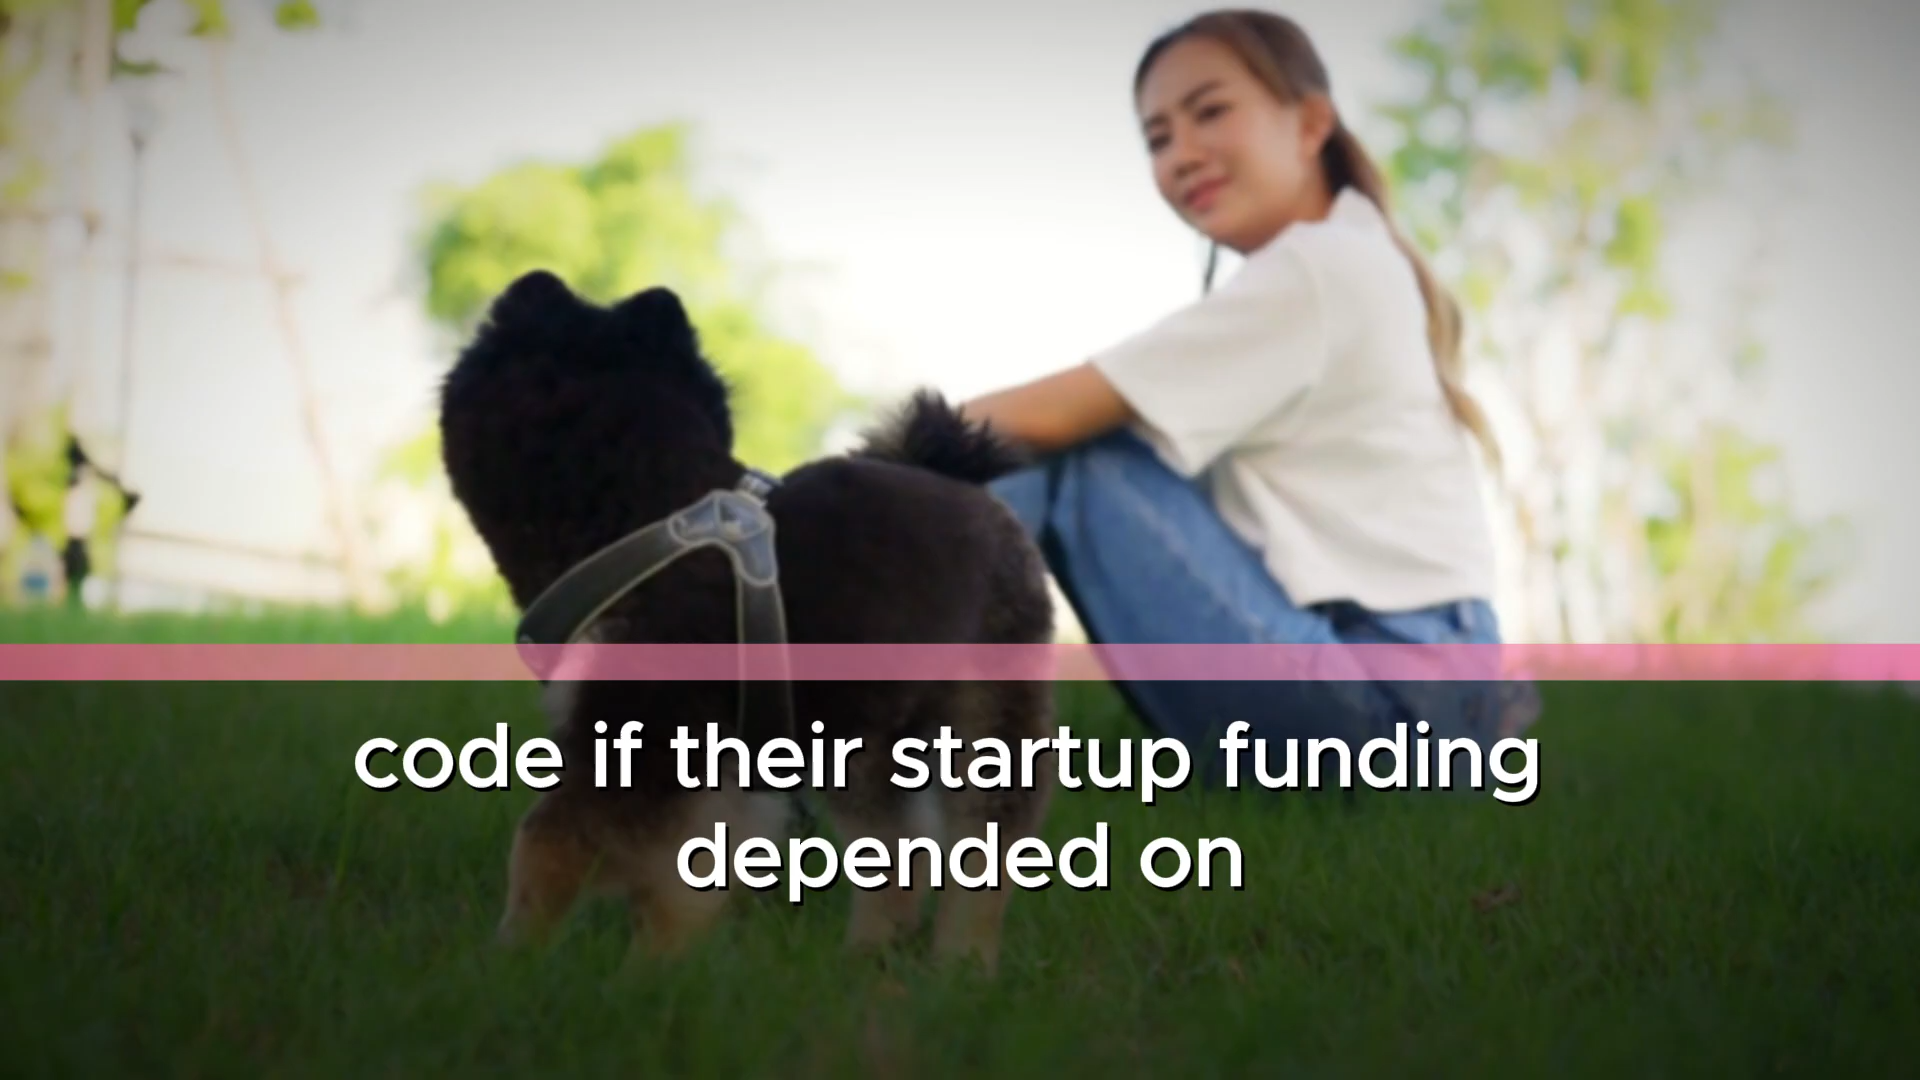 code if their startup funding
depended on